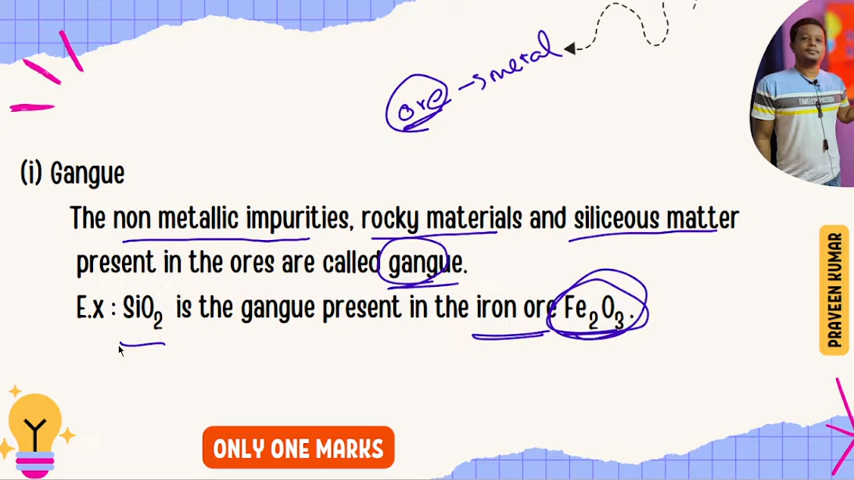 ore → metal
(i) Gangue
The non metallic impurities, rocky materials and siliceous matter
present in the ores are called gangue.
E.x : SiO₂ is the gangue present in the iron ore Fe₂O₃.
ONLY ONE MARKS
PRAVEEN KUMAR